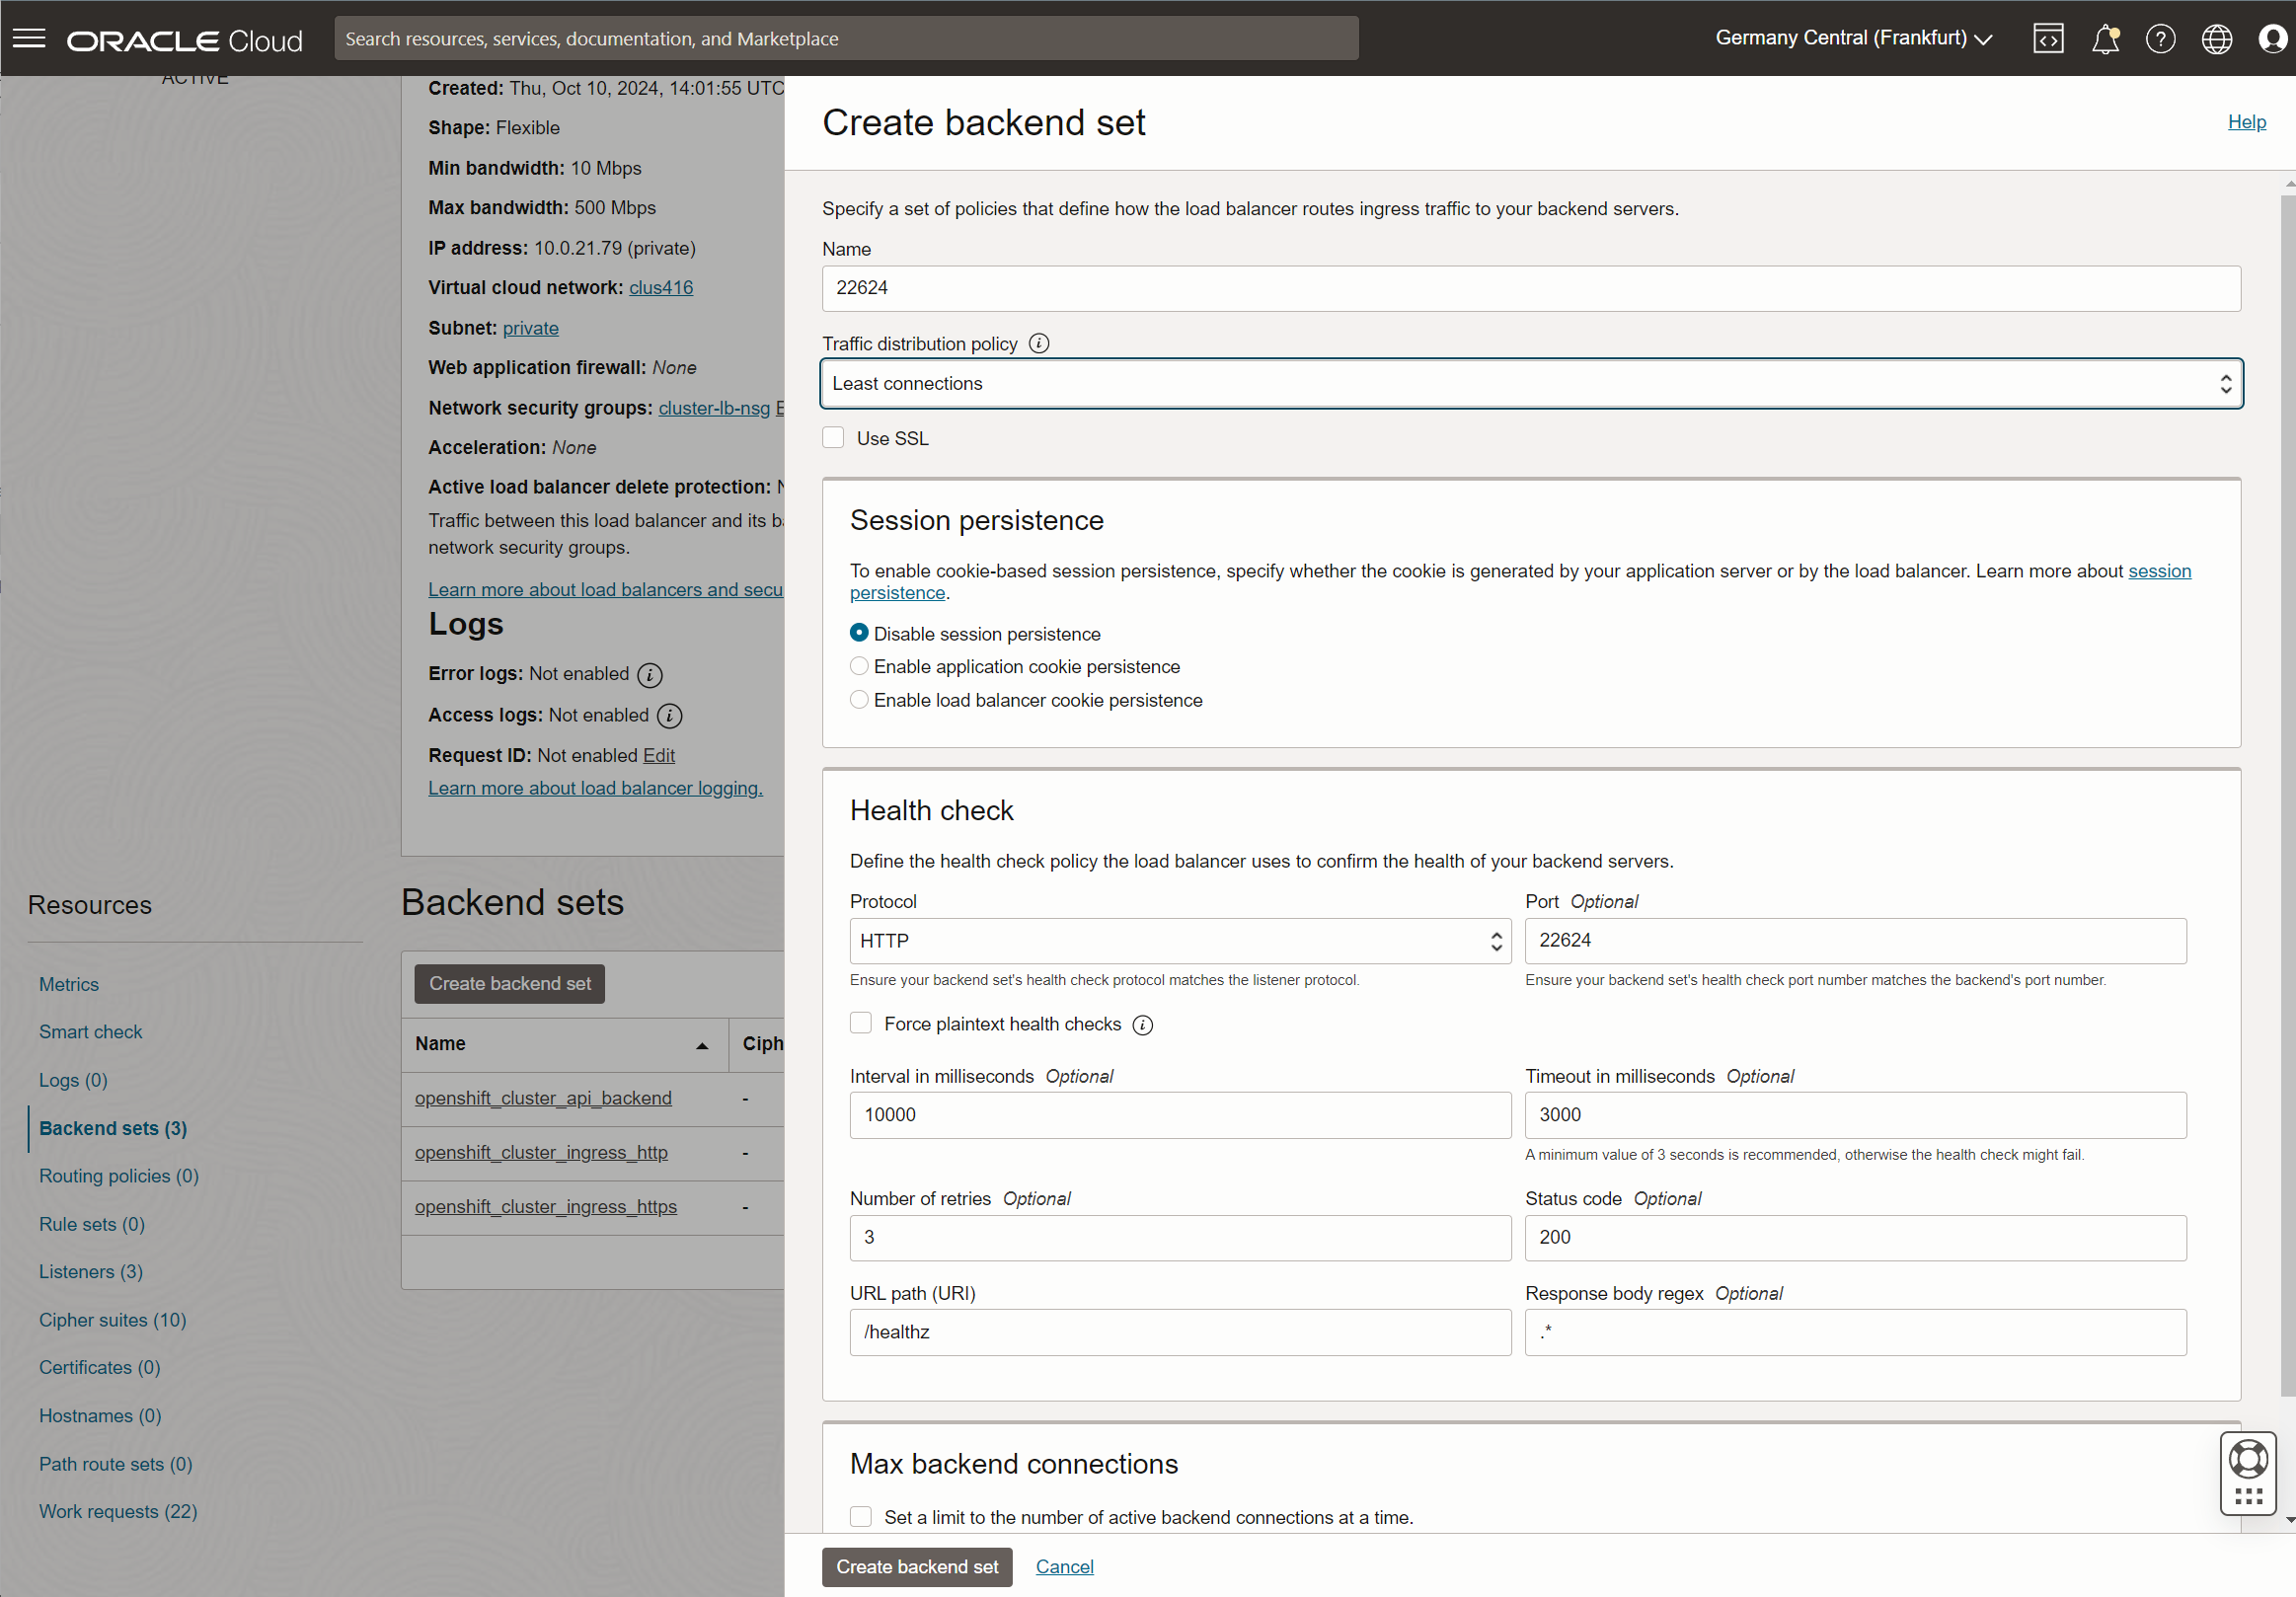 ORACLE Cloud
Search resources, services, documentation, and Marketplace
Germany Central (Frankfurt)
ACTIVE
Created: Thu, Oct 10, 2024, 14:01:55 UTC
Shape: Flexible
Min bandwidth: 10 Mbps
Max bandwidth: 500 Mbps
IP address: 10.0.21.79 (private)
Virtual cloud network: clus416
Subnet: private
Web application firewall: None
Network security groups: cluster-lb-nsg E
Acceleration: None
Active load balancer delete protection:
Traffic between this load balancer and its
network security groups.
Learn more about load balancers and secu
Logs
Error logs: Not enabled
Access logs: Not enabled
Request ID: Not enabled Edit
Learn more about load balancer logging.
Resources
Metrics
Smart check
Logs (0)
Backend sets (3)
Routing policies (0)
Rule sets (0)
Listeners (3)
Cipher suites (10)
Certificates (0)
Hostnames (0)
Path route sets (0)
Work requests (22)
Backend sets
Create backend set
Name Ciph
openshift_cluster_api_backend -
openshift_cluster_ingress_http -
openshift_cluster_ingress_https -
Create backend set
Help
Specify a set of policies that define how the load balancer routes ingress traffic to your backend servers.
Name
22624
Traffic distribution policy
Least connections
Use SSL
Session persistence
To enable cookie-based session persistence, specify whether the cookie is generated by your application server or by the load balancer. Learn more about session
persistence.
Disable session persistence
Enable application cookie persistence
Enable load balancer cookie persistence
Health check
Define the health check policy the load balancer uses to confirm the health of your backend servers.
Protocol Port Optional
HTTP 22624
Ensure your backend set's health check protocol matches the listener protocol. Ensure your backend set's health check port number matches the backend's port number.
Force plaintext health checks
Interval in milliseconds Optional Timeout in milliseconds Optional
10000 3000
A minimum value of 3 seconds is recommended, otherwise the health check might fail.
Number of retries Optional Status code Optional
3 200
URL path (URI) Response body regex Optional
/healthz .*
Max backend connections
Set a limit to the number of active backend connections at a time.
Create backend set Cancel